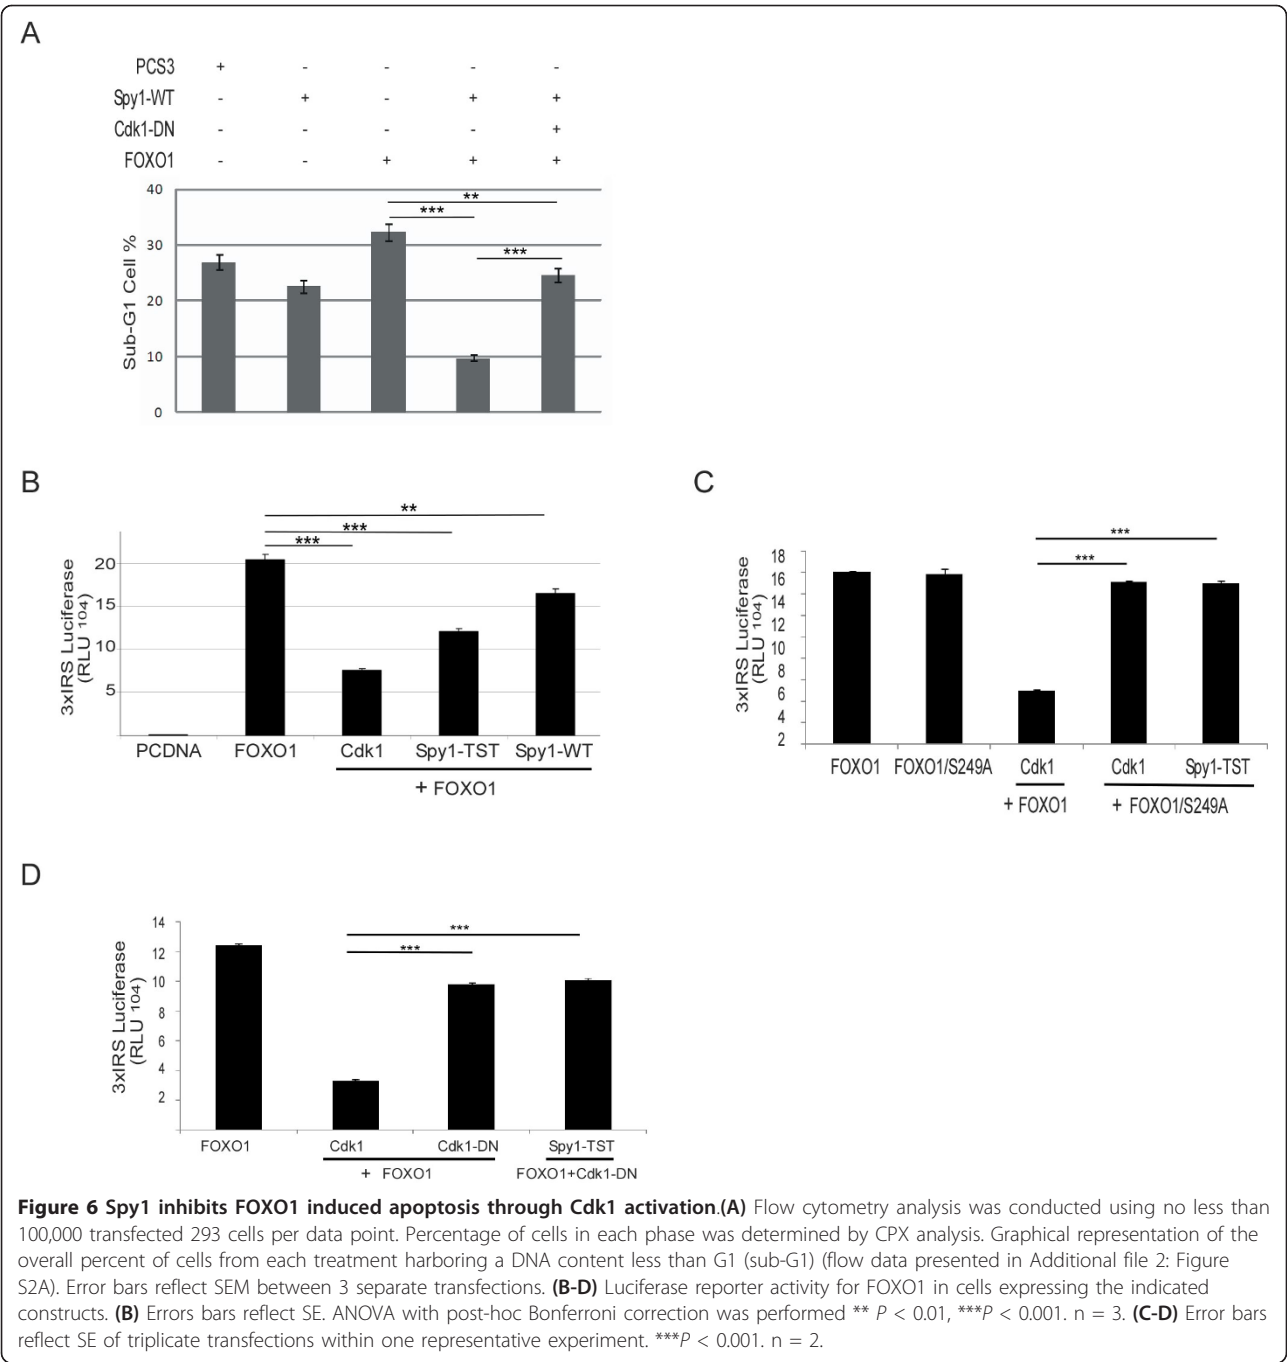 A
PCS3 + - - - -
Spy1-WT - + - + +
Cdk1-DN - - - - +
FOXO1 - - + + +
Sub-G1 Cell %
40
30
20
10
0
**
***
***
B
3xIRS Luciferase
(RLU 104)
20
15
10
5
**
***
***
PCDNA FOXO1 Cdk1 Spy1-TST Spy1-WT
+ FOXO1
C
3xIRS Luciferase
(RLU 104)
18
16
14
12
10
8
6
4
2
***
***
FOXO1 FOXO1/S249A Cdk1 Cdk1 Spy1-TST
+ FOXO1 + FOXO1/S249A
D
3xIRS Luciferase
(RLU 104)
14
12
10
8
6
4
2
***
***
FOXO1 Cdk1 Cdk1-DN Spy1-TST
+ FOXO1 FOXO1+Cdk1-DN
Figure 6 Spy1 inhibits FOXO1 induced apoptosis through Cdk1 activation.(A) Flow cytometry analysis was conducted using no less than
100,000 transfected 293 cells per data point. Percentage of cells in each phase was determined by CPX analysis. Graphical representation of the
overall percent of cells from each treatment harboring a DNA content less than G1 (sub-G1) (flow data presented in Additional file 2: Figure
S2A). Error bars reflect SEM between 3 separate transfections. (B-D) Luciferase reporter activity for FOXO1 in cells expressing the indicated
constructs. (B) Errors bars reflect SE. ANOVA with post-hoc Bonferroni correction was performed ** P < 0.01, ***P < 0.001. n = 3. (C-D) Error bars
reflect SE of triplicate transfections within one representative experiment. ***P < 0.001. n = 2.